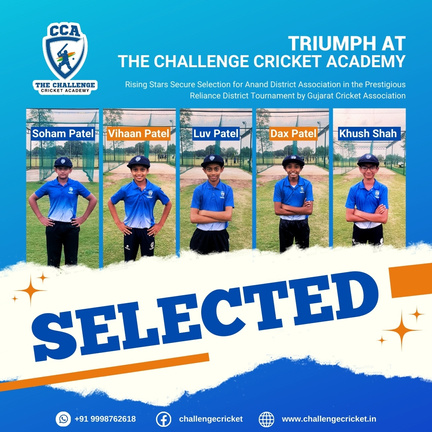 CCA
THE CHALLENGE
CRICKET ACADEMY
TRIUMPH AT
THE CHALLENGE CRICKET ACADEMY
Rising Stars Secure Selection for Anand District Association in the Prestigious
Reliance District Tournament by Gujarat Cricket Association
Soham Patel
Vihaan Patel
Luv Patel
Dax Patel
Khush Shah
SELECTED
+91 9998762618
challengecricket
www.challengecricket.in